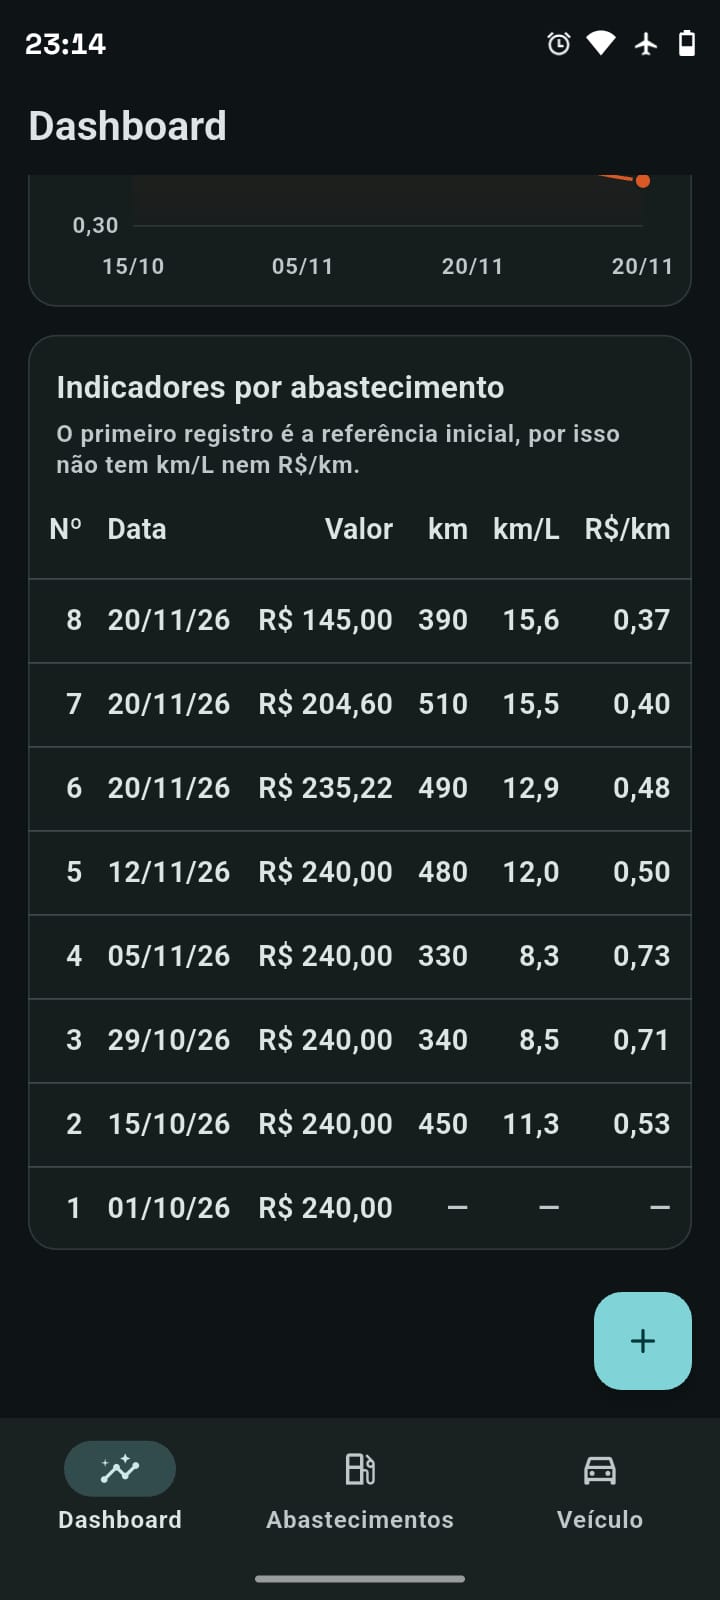 23:14
Dashboard
0,30
15/10 05/11 20/11 20/11
Indicadores por abastecimento
O primeiro registro é a referência inicial, por isso
não tem km/L nem R$/km.
Nº Data Valor km km/L R$/km
8 20/11/26 R$ 145,00 390 15,6 0,37
7 20/11/26 R$ 204,60 510 15,5 0,40
6 20/11/26 R$ 235,22 490 12,9 0,48
5 12/11/26 R$ 240,00 480 12,0 0,50
4 05/11/26 R$ 240,00 330 8,3 0,73
3 29/10/26 R$ 240,00 340 8,5 0,71
2 15/10/26 R$ 240,00 450 11,3 0,53
1 01/10/26 R$ 240,00 — — —
+
Dashboard Abastecimentos Veículo